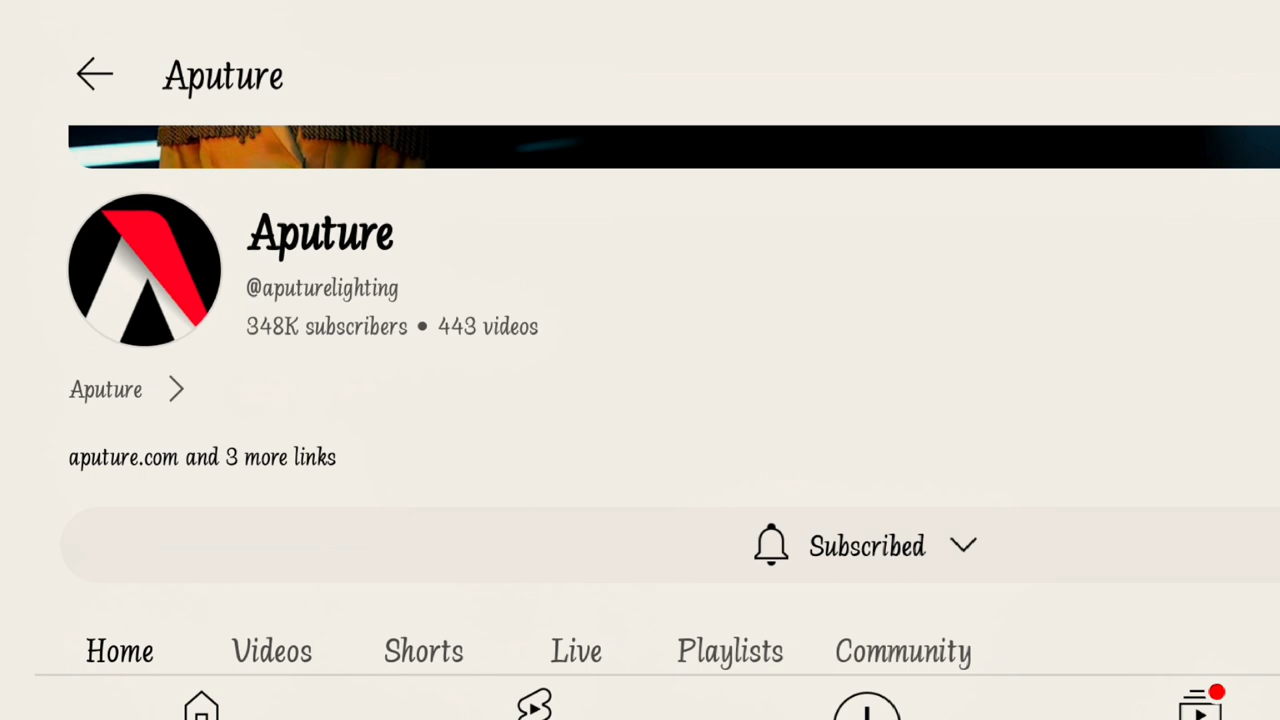 Aputure
Aputure
@aputurelighting
348K subscribers • 443 videos
Aputure
aputure.com and 3 more links
Subscribed
Home Videos Shorts Live Playlists Community